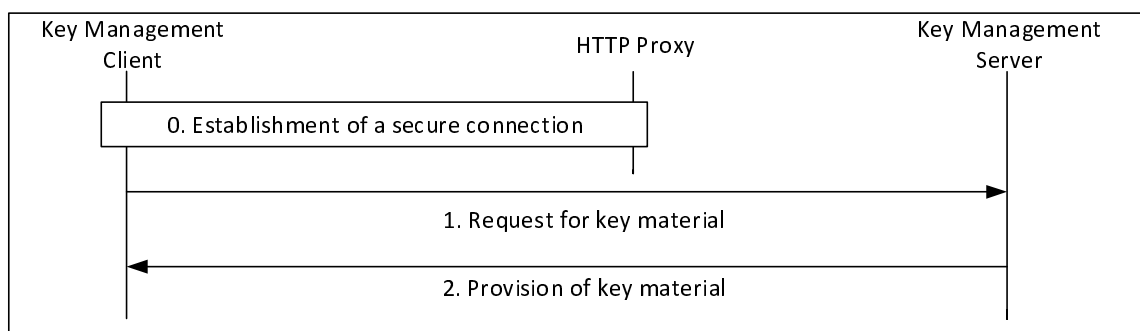 Key Management
Client
HTTP Proxy
Key Management
Server
0. Establishment of a secure connection
1. Request for key material
2. Provision of key material